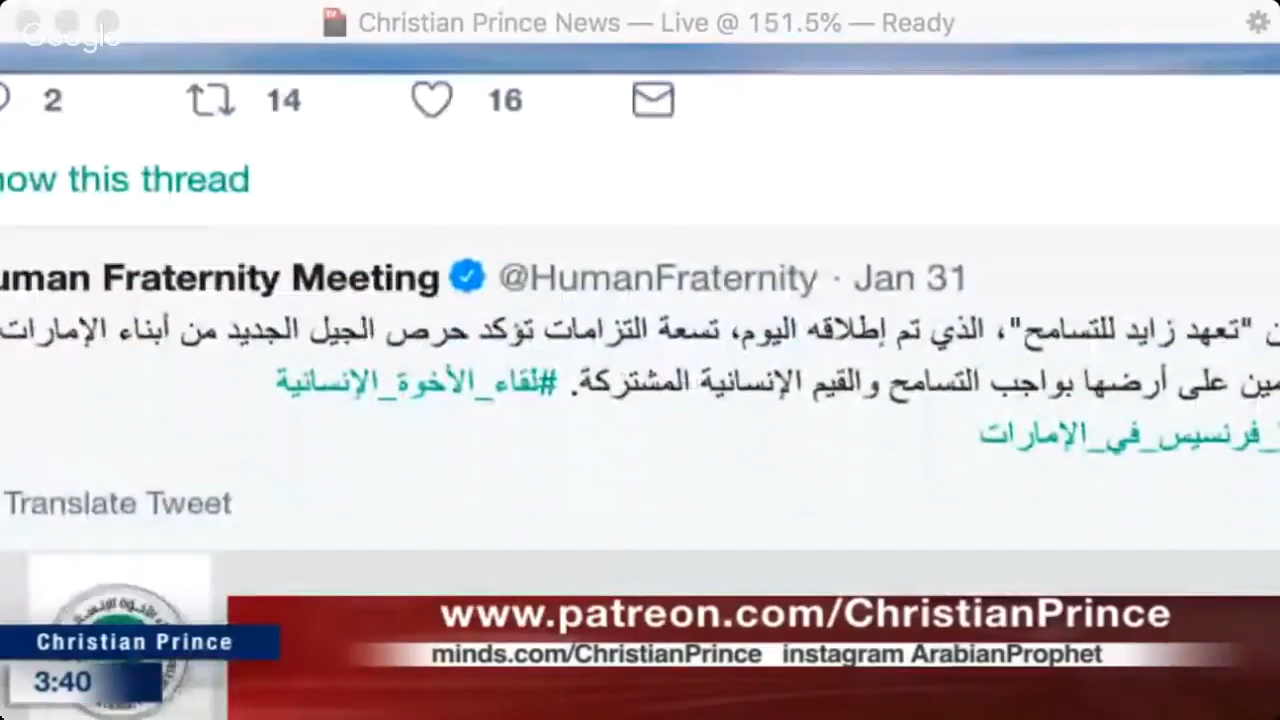 Google
Christian Prince News — Live @ 151.5% — Ready
2 14 16
how this thread
uman Fraternity Meeting @HumanFraternity · Jan 31
"تعهد زايد للتسامح"، الذي تم إطلاقه اليوم، تسعة التزامات تؤكد حرص الجيل الجديد من أبناء الإمارات
على أرضها بواجب التسامح والقيم الإنسانية المشتركة. #لقاء_الأخوة_الإنسانية
_فرنسيس_في_الإمارات
Translate Tweet
www.patreon.com/ChristianPrince
Christian Prince
minds.com/ChristianPrince instagram ArabianProphet
3:40